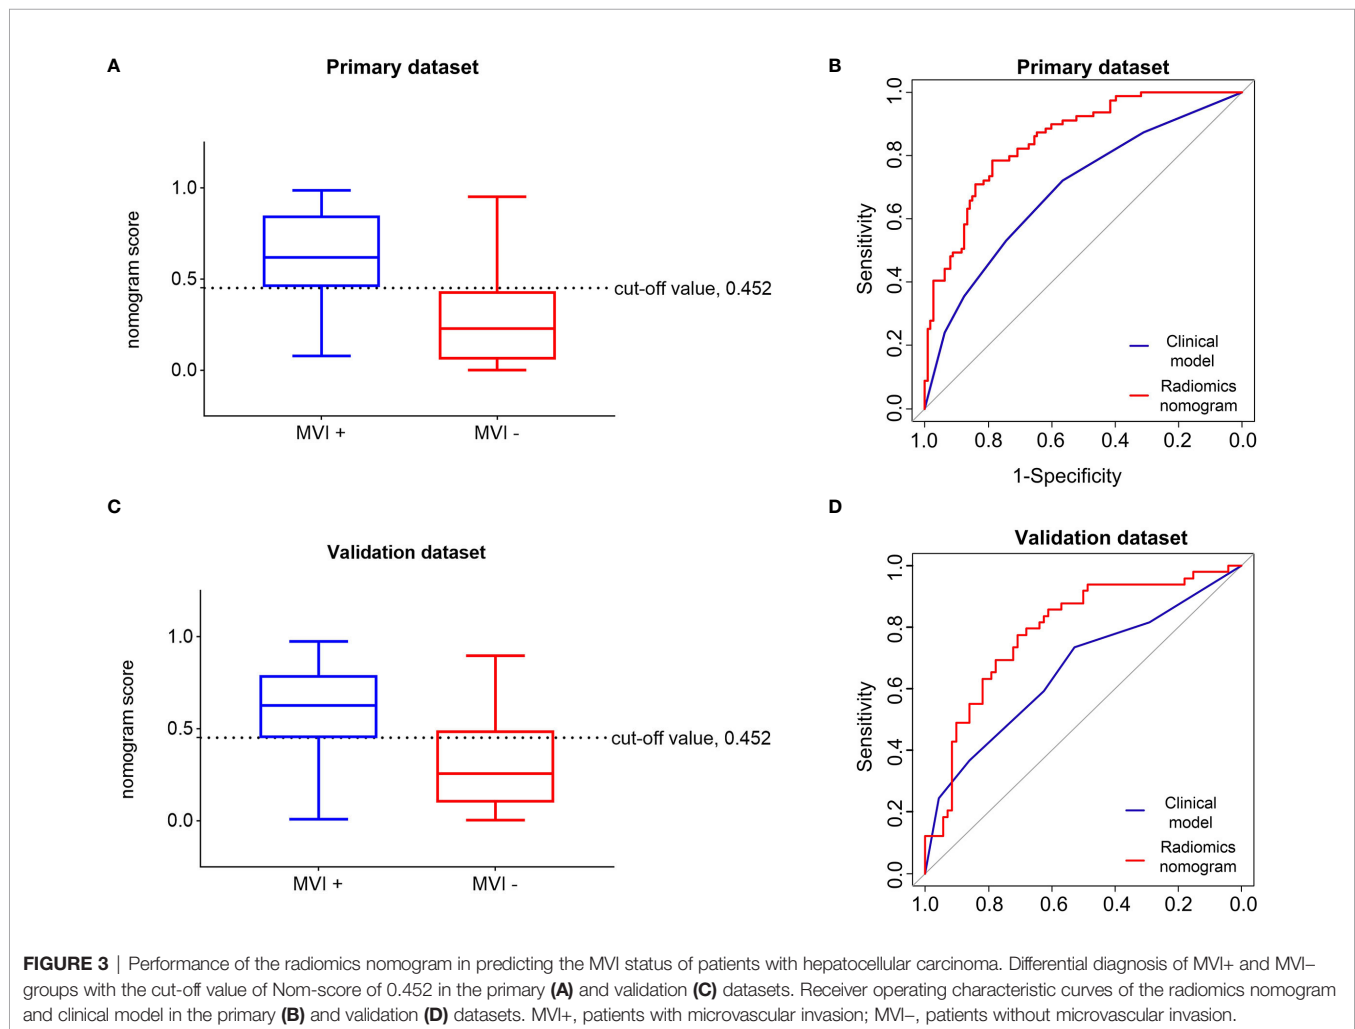 A
Primary dataset
nomogram score
1.0
0.5
0.0
cut-off value, 0.452
MVI +
MVI -
B
Primary dataset
Sensitivity
1.0
0.8
0.6
0.4
0.2
0.0
Clinical
model
Radiomics
nomogram
1.0 0.8 0.6 0.4 0.2 0.0
1-Specificity
C
Validation dataset
nomogram score
1.0
0.5
0.0
cut-off value, 0.452
MVI +
MVI -
D
Validation dataset
Sensitivity
1.0
0.8
0.6
0.4
0.2
0.0
Clinical
model
Radiomics
nomogram
1.0 0.8 0.6 0.4 0.2 0.0
FIGURE 3 | Performance of the radiomics nomogram in predicting the MVI status of patients with hepatocellular carcinoma. Differential diagnosis of MVI+ and MVI–
groups with the cut-off value of Nom-score of 0.452 in the primary (A) and validation (C) datasets. Receiver operating characteristic curves of the radiomics nomogram
and clinical model in the primary (B) and validation (D) datasets. MVI+, patients with microvascular invasion; MVI–, patients without microvascular invasion.